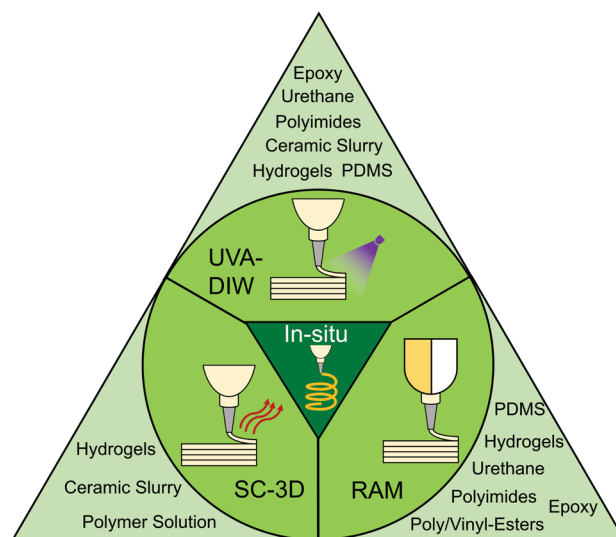 Epoxy
Urethane
Polyimides
Ceramic Slurry
Hydrogels PDMS
UVA-
DIW
In-situ
Hydrogels
Ceramic Slurry
Polymer Solution
SC-3D
RAM
PDMS
Hydrogels
Urethane
Polyimides
Epoxy
Poly/Vinyl-Esters